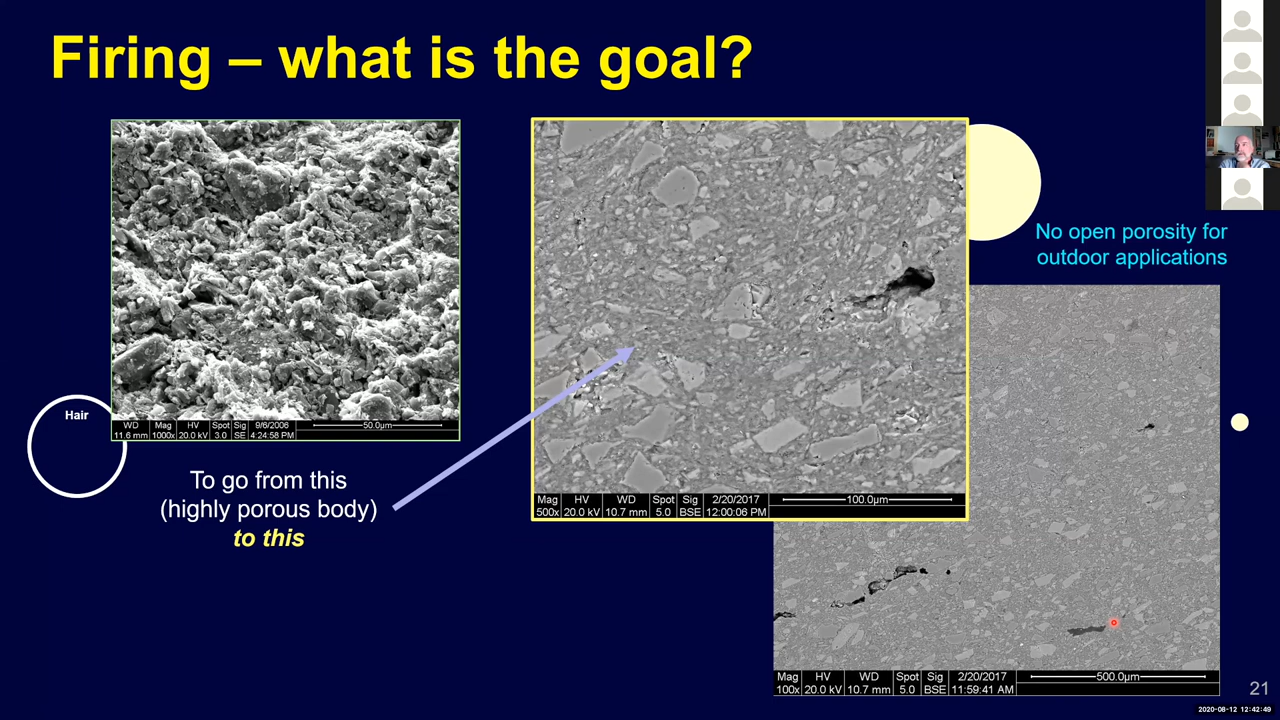 Firing – what is the goal?
No open porosity for
outdoor applications
Hair
WD Mag HV Spot Sig 9/6/2006 50.0µm
11.6 mm 1000x 20.0 kV 3.0 SE 4:24:58 PM
To go from this
(highly porous body)
to this
Mag HV WD Spot Sig 2/20/2017 100.0µm
500x 20.0 kV 10.7 mm 5.0 BSE 12:00:06 PM
Mag HV WD Spot Sig 2/20/2017 500.0µm
100x 20.0 kV 10.7 mm 5.0 BSE 11:59:41 AM
21
2020-08-12 12:42:49